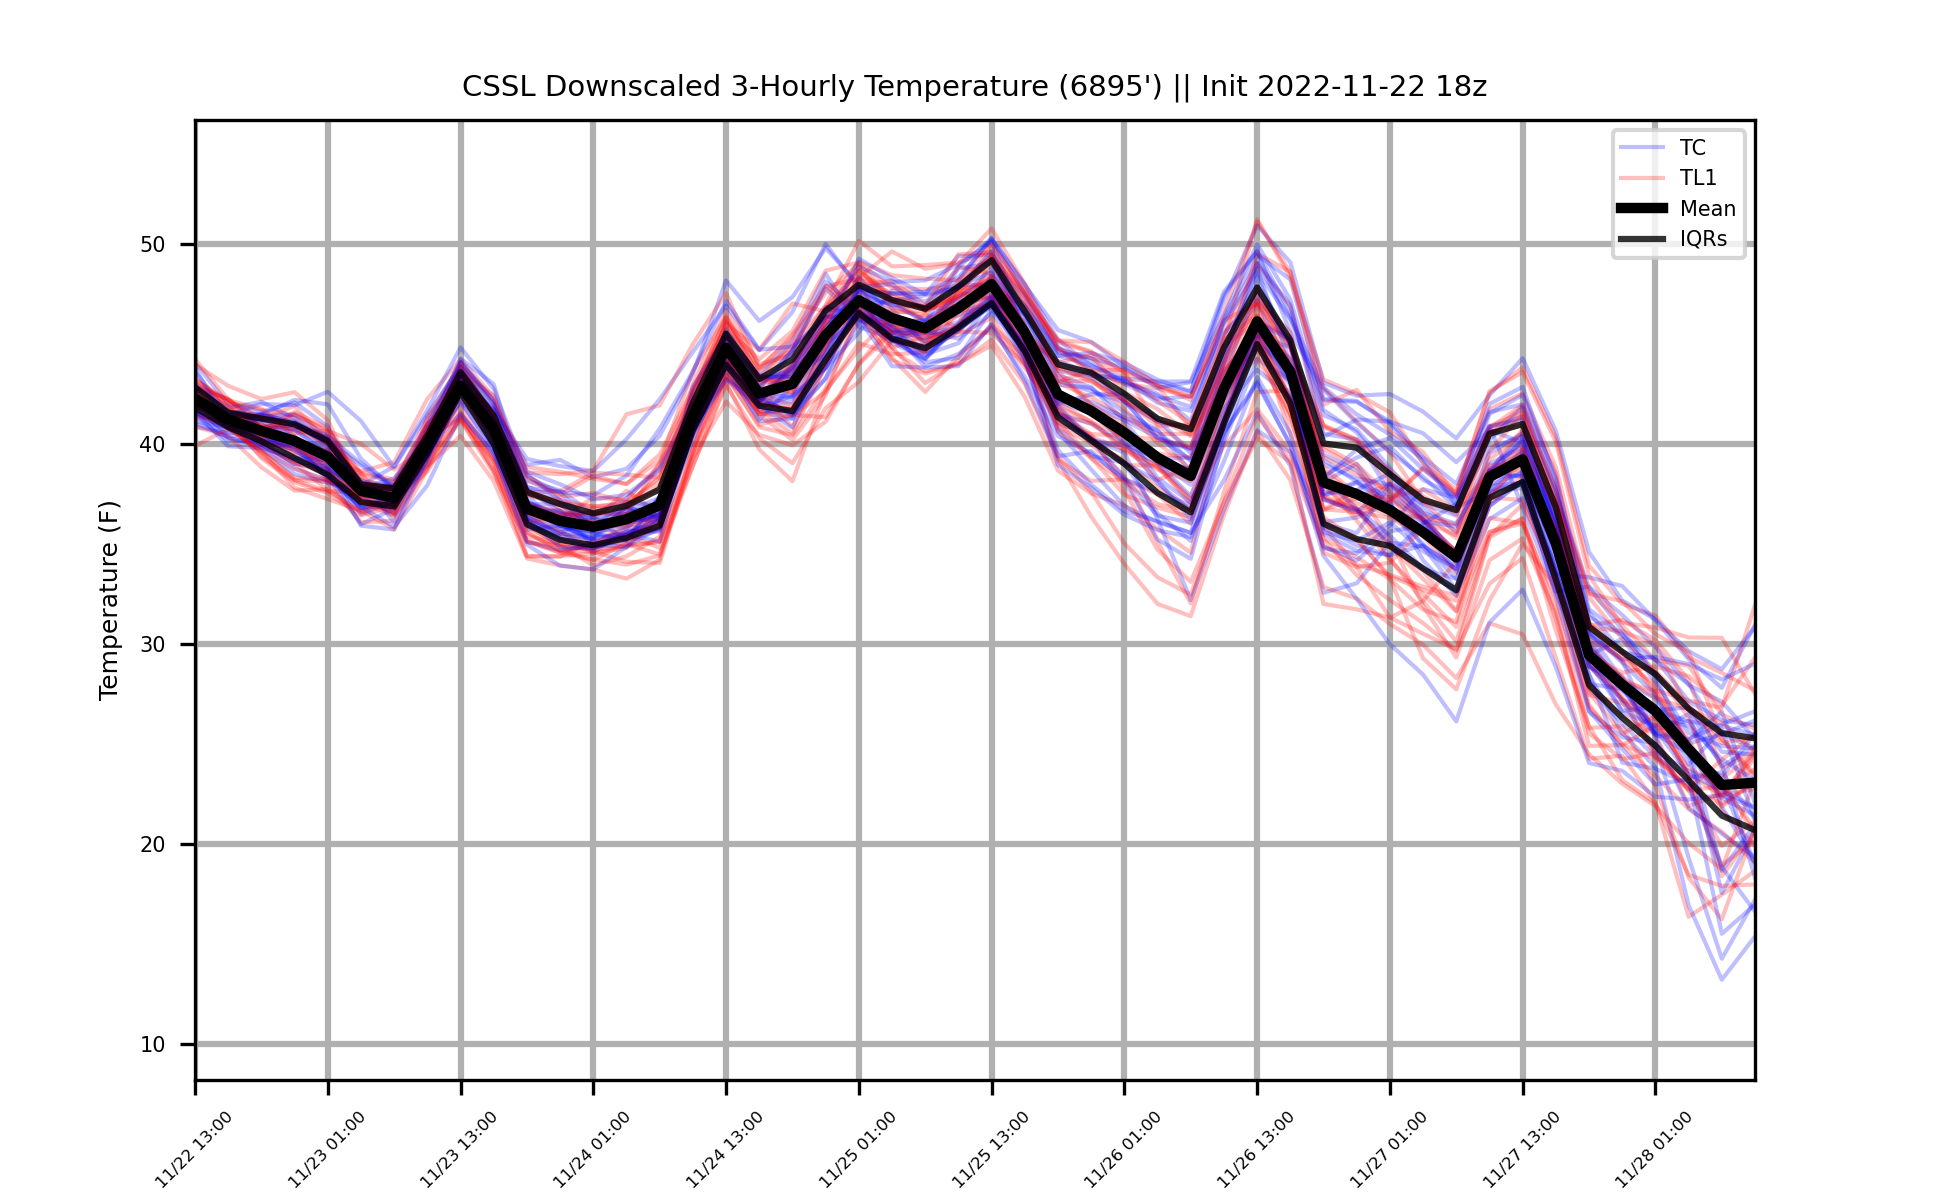 CSSL Downscaled 3-Hourly Temperature (6895') || Init 2022-11-22 18z
TC
TL1
Mean
IQRs
Temperature (F)
50
40
30
20
10
11/22 13:00
11/23 01:00
11/23 13:00
11/24 01:00
11/24 13:00
11/25 01:00
11/25 13:00
11/26 01:00
11/26 13:00
11/27 01:00
11/27 13:00
11/28 01:00